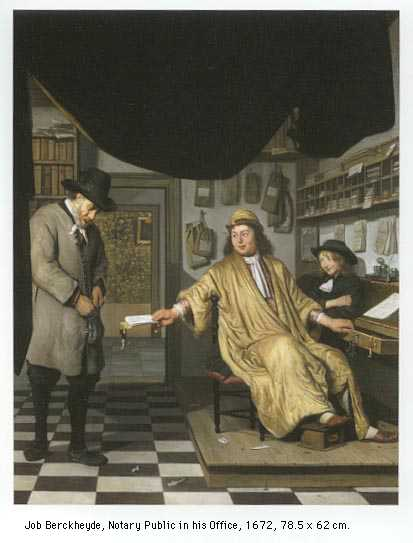 Job Berckheyde, Notary Public in his Office, 1672, 78.5 x 62 cm.